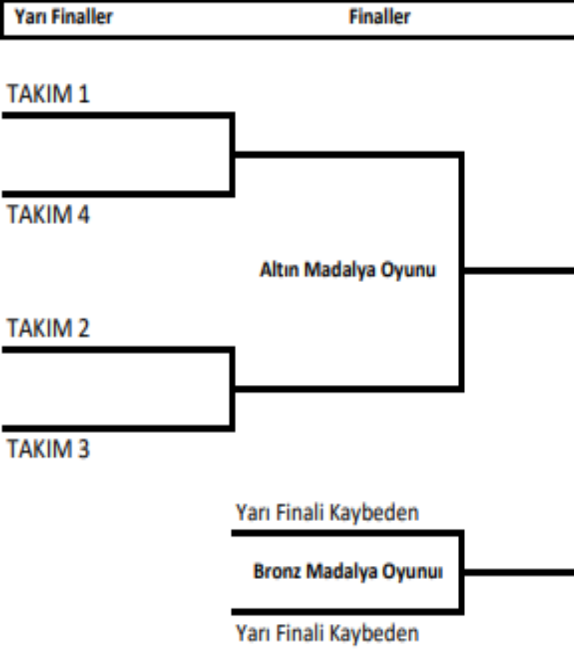 Yarı Finaller Finaller
TAKIM 1
TAKIM 4
Altın Madalya Oyunu
TAKIM 2
TAKIM 3
Yarı Finali Kaybeden
Bronz Madalya Oyunuı
Yarı Finali Kaybeden